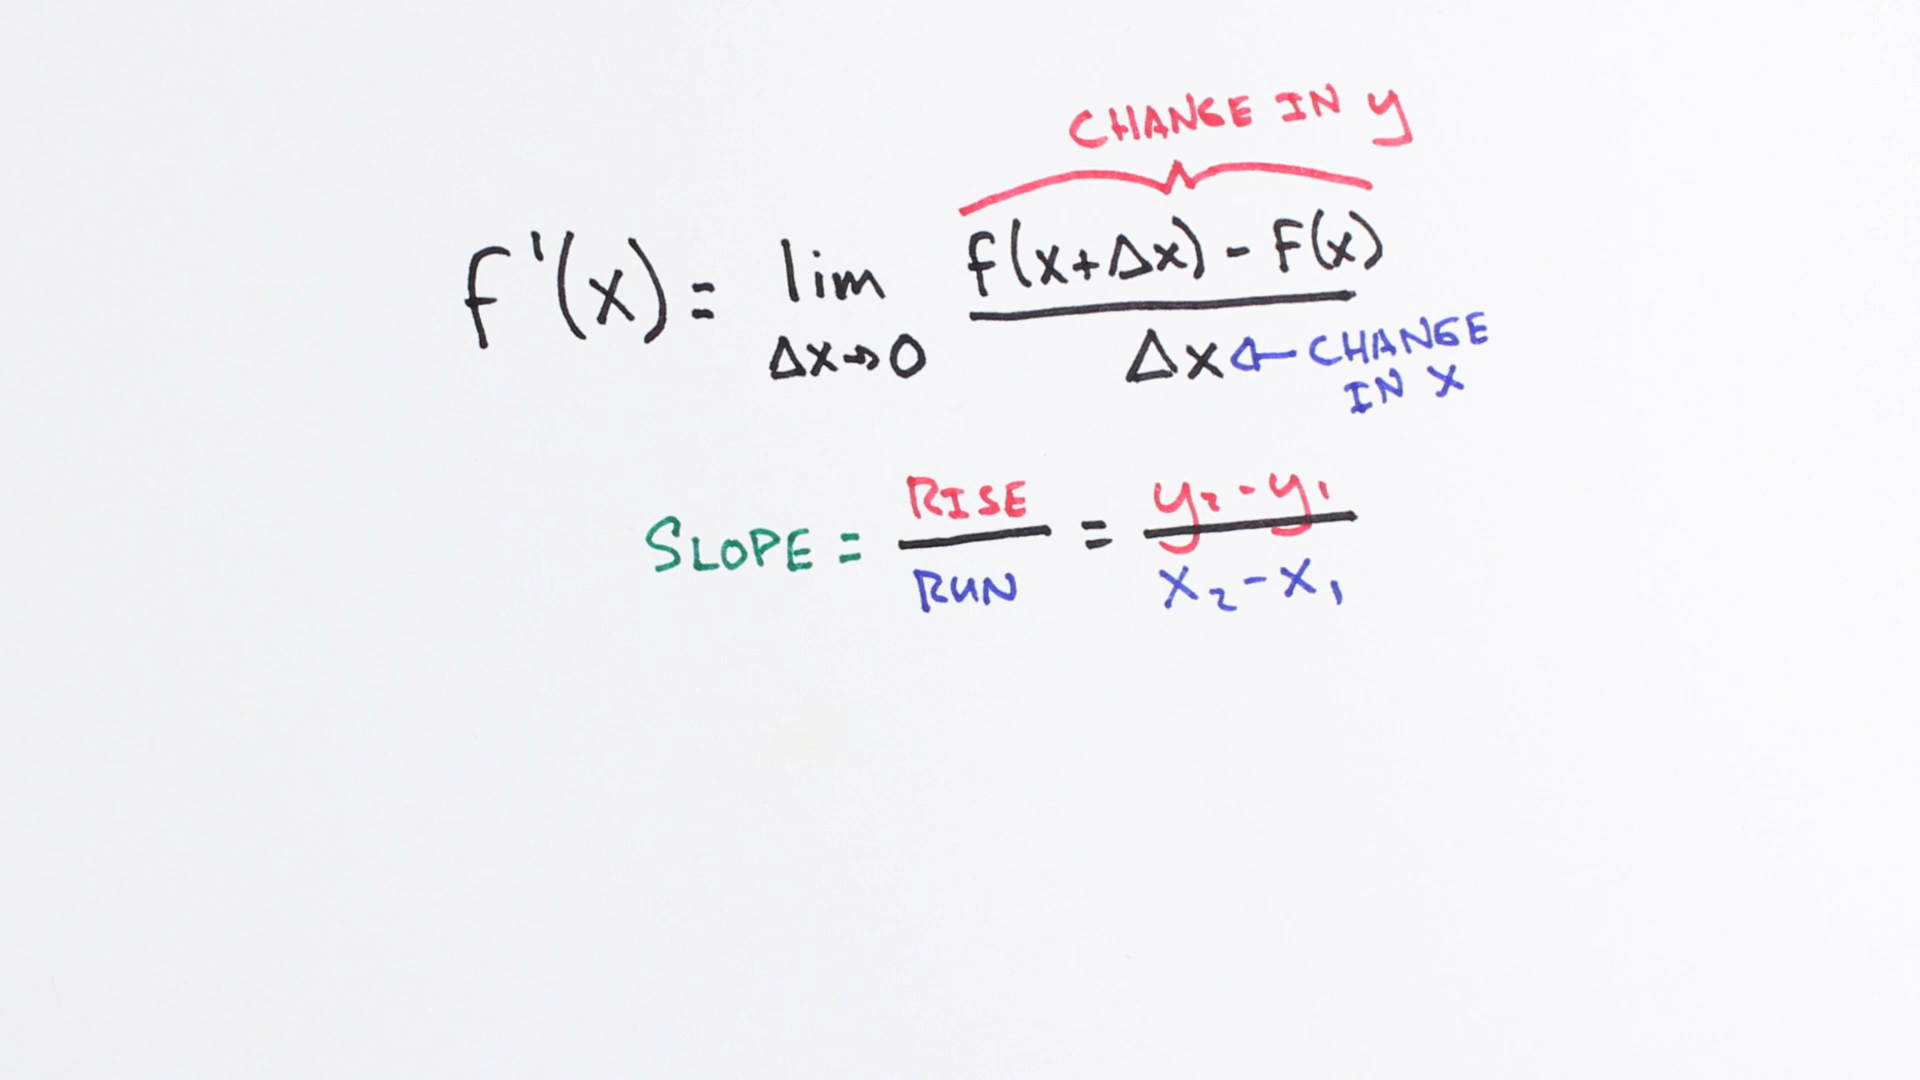 CHANGE IN y
f'(x) = lim Δx→0 f(x+Δx) - F(x) / Δx ← CHANGE IN X
SLOPE = RISE / RUN = y₂ - y₁ / x₂ - x₁